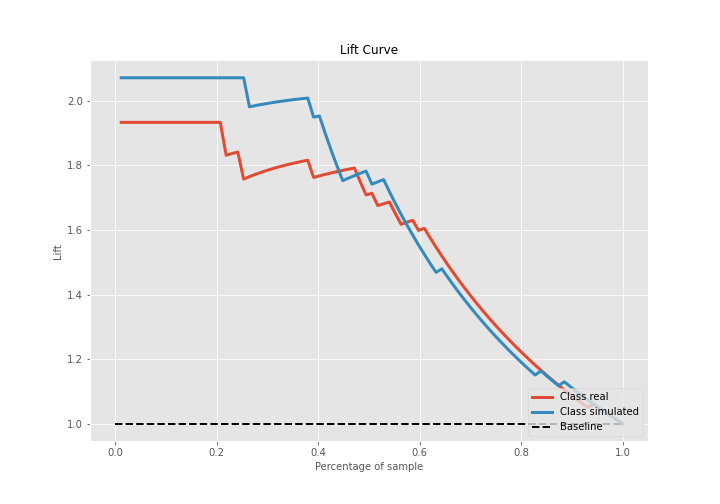 Lift Curve
Lift
2.0
1.8
1.6
1.4
1.2
1.0
0.0 0.2 0.4 0.6 0.8 1.0
Percentage of sample
Class real
Class simulated
Baseline